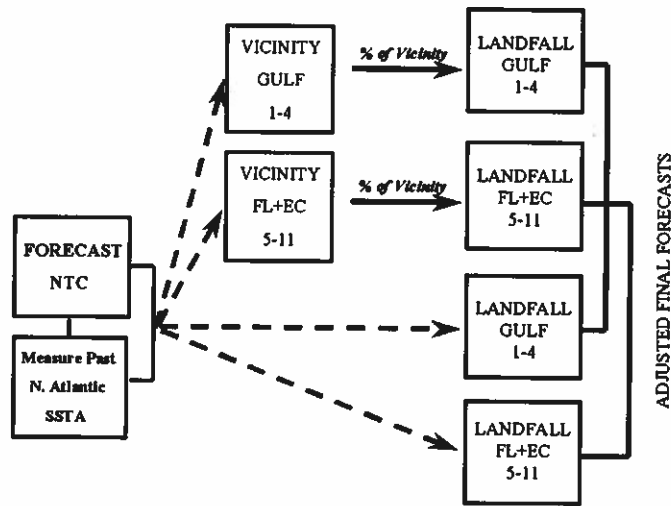 VICINITY
GULF
1-4
% of Vicinity
LANDFALL
GULF
1-4
VICINITY
FL+EC
5-11
% of Vicinity
LANDFALL
FL+EC
5-11
FORECAST
NTC
Measure Past
N. Atlantic
SSTA
LANDFALL
GULF
1-4
LANDFALL
FL+EC
5-11
ADJUSTED FINAL FORECASTS